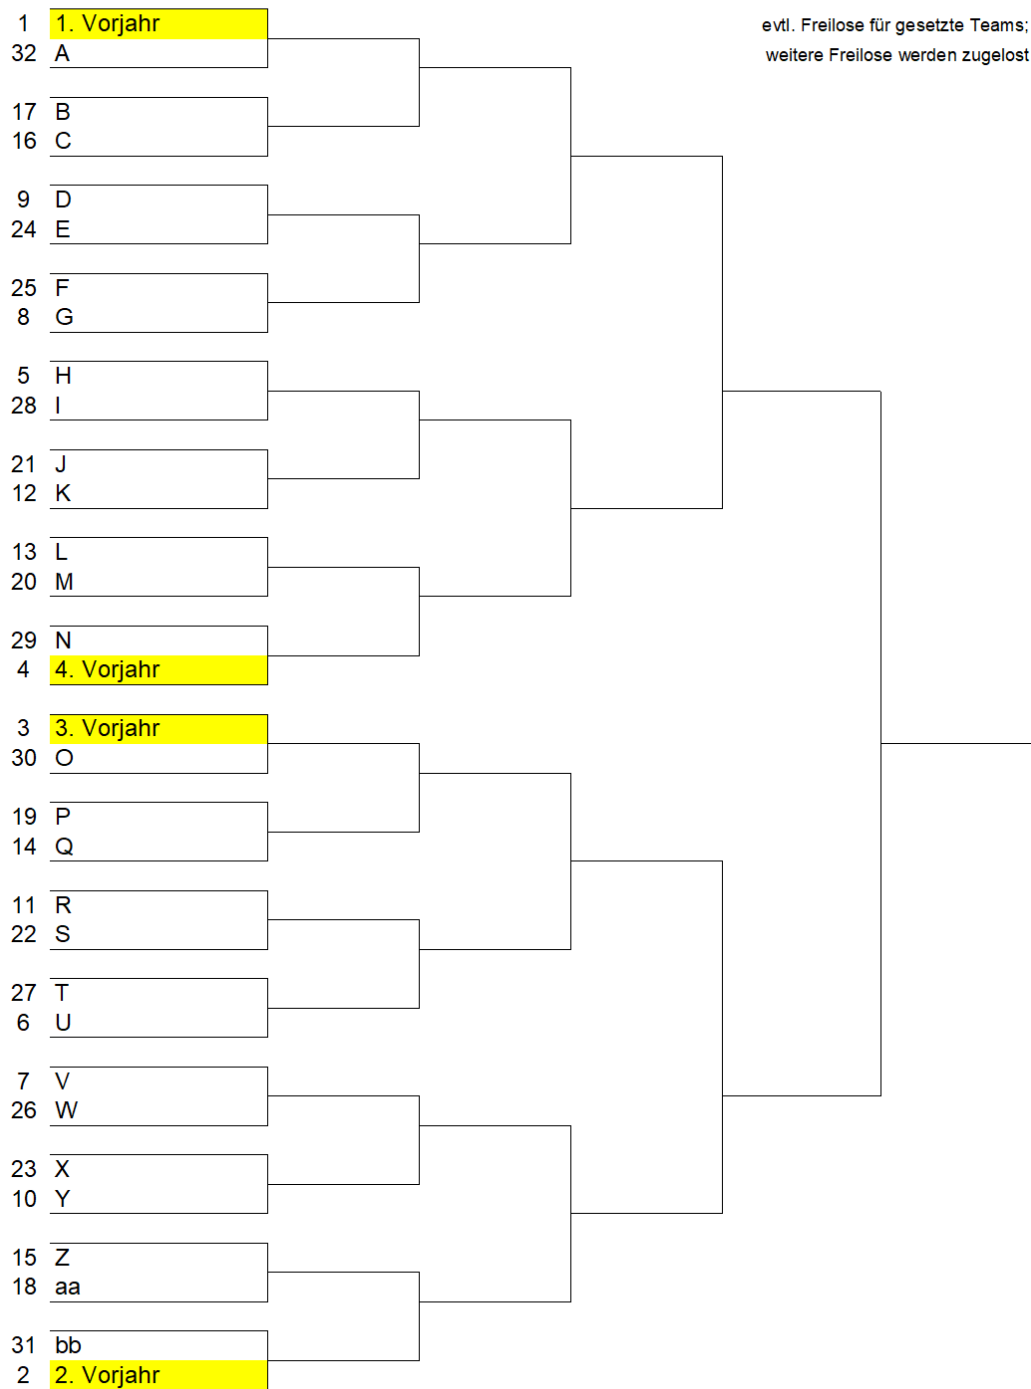 evtl. Freilose für gesetzte Teams;
weitere Freilose werden zugelost
1 1. Vorjahr
32 A
17 B
16 C
9 D
24 E
25 F
8 G
5 H
28 I
21 J
12 K
13 L
20 M
29 N
4 4. Vorjahr
3 3. Vorjahr
30 O
19 P
14 Q
11 R
22 S
27 T
6 U
7 V
26 W
23 X
10 Y
15 Z
18 aa
31 bb
2 2. Vorjahr